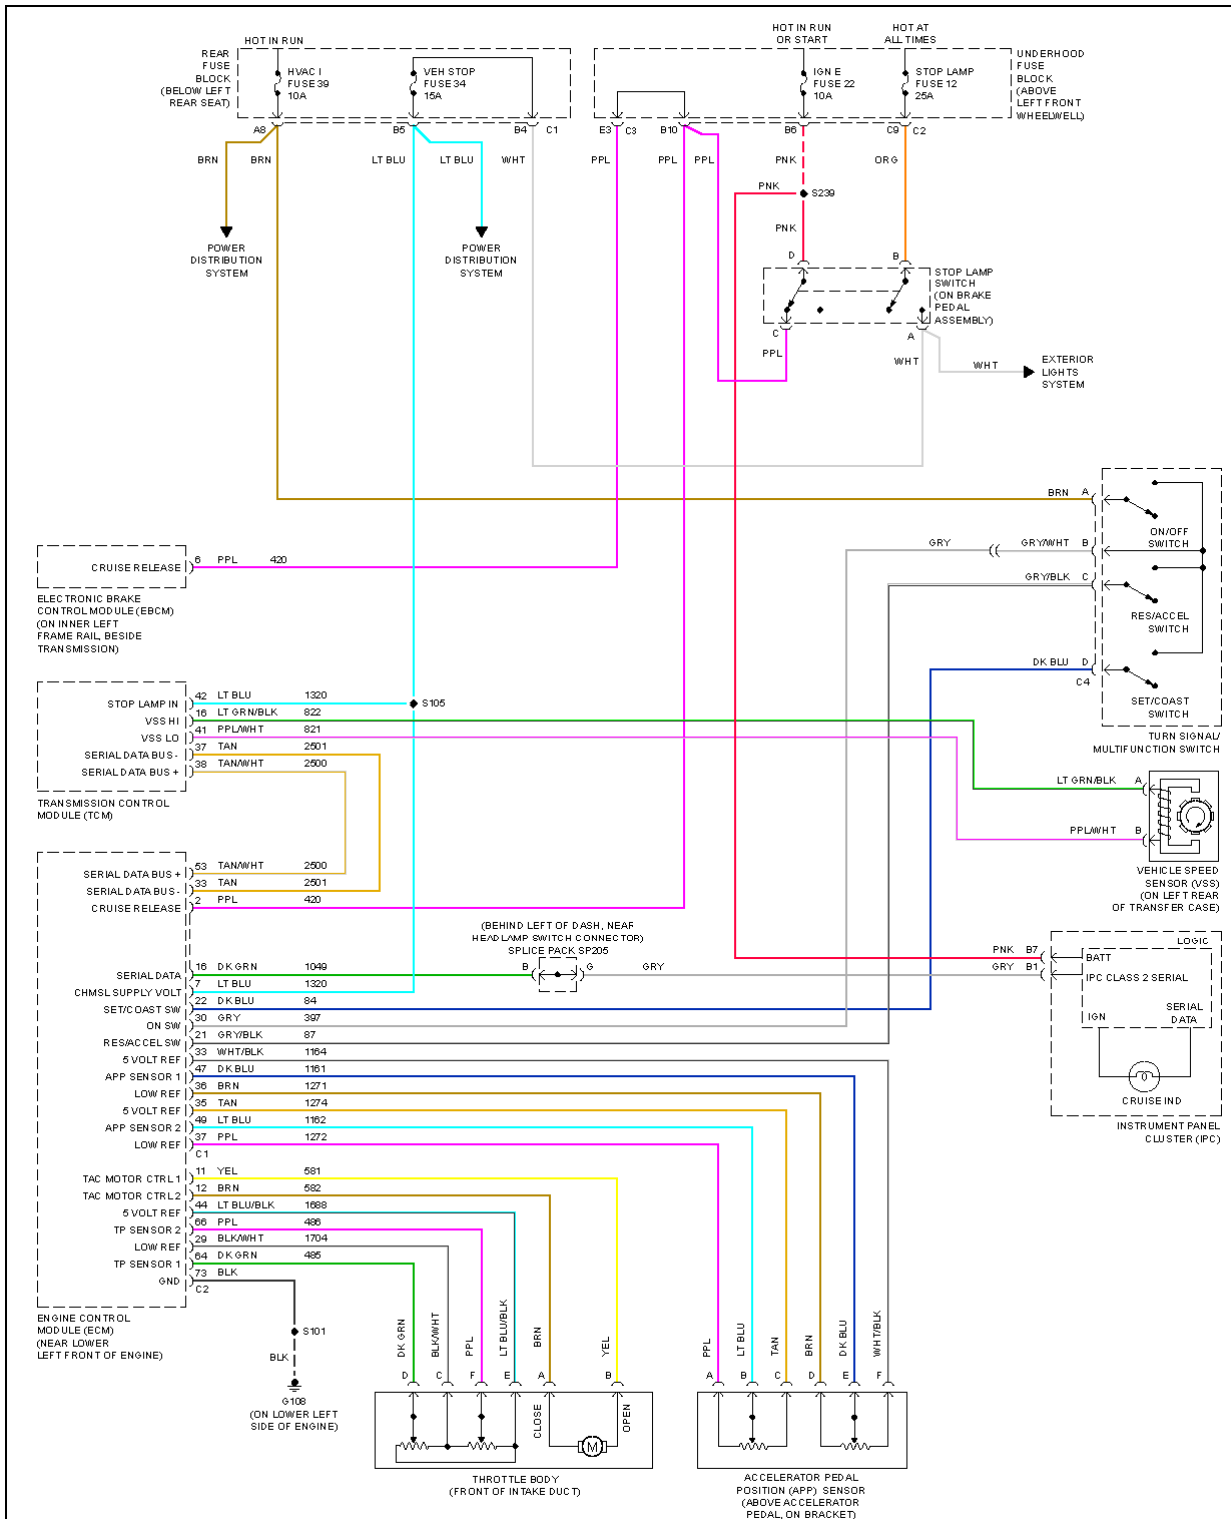 HOT IN RUN
REAR
FUSE
BLOCK
(BELOW LEFT
REAR SEAT)
HVAC I
FUSE 39
10A
VEH STOP
FUSE 34
15A
HOT IN RUN
OR START
HOT AT
ALL TIMES
IGN E
FUSE 22
10A
STOP LAMP
FUSE 12
25A
UNDERHOOD
FUSE
BLOCK
(ABOVE
LEFT FRONT
WHEELWELL)
A8 B5 B4 C1 E3 C3 B10 B6 C9 C2
BRN BRN LT BLU LT BLU WHT PPL PPL PPL PNK ORG
PNK S239
PNK
POWER
DISTRIBUTION
SYSTEM
POWER
DISTRIBUTION
SYSTEM
D B
STOP LAMP
SWITCH
(ON BRAKE
PEDAL
ASSEMBLY)
C A
PPL WHT WHT
EXTERIOR
LIGHTS
SYSTEM
BRN A
ON/OFF
SWITCH
GRY GRY/WHT B
GRY/BLK C
RES/ACCEL
SWITCH
DK BLU D
C4
SET/COAST
SWITCH
TURN SIGNAL/
MULTIFUNCTION SWITCH
CRUISE RELEASE 6 PPL 420
ELECTRONIC BRAKE
CONTROL MODULE (EBCM)
(ON INNER LEFT
FRAME RAIL, BESIDE
TRANSMISSION)
STOP LAMP IN 42 LT BLU 1320 S105
VSS HI 16 LT GRN/BLK 822
VSS LO 41 PPL/WHT 821
SERIAL DATA BUS - 37 TAN 2501
SERIAL DATA BUS + 38 TAN/WHT 2500
TRANSMISSION CONTROL
MODULE (TCM)
LT GRN/BLK A
PPL/WHT B
VEHICLE SPEED
SENSOR (VSS)
(ON LEFT REAR
OF TRANSFER CASE)
SERIAL DATA BUS + 53 TAN/WHT 2500
SERIAL DATA BUS - 33 TAN 2501
CRUISE RELEASE 2 PPL 420
(BEHIND LEFT OF DASH, NEAR
HEADLAMP SWITCH CONNECTOR)
SPLICE PACK SP205
SERIAL DATA 16 DK GRN 1049 B G GRY
CHMSL SUPPLY VOLT 7 LT BLU 1320
SET/COAST SW 22 DK BLU 84
ON SW 30 GRY 397
RES/ACCEL SW 21 GRY/BLK 87
5 VOLT REF 33 WHT/BLK 1164
APP SENSOR 1 47 DK BLU 1161
LOW REF 36 BRN 1271
5 VOLT REF 35 TAN 1274
APP SENSOR 2 49 LT BLU 1162
LOW REF 37 PPL 1272
C1
TAC MOTOR CTRL 1 11 YEL 581
TAC MOTOR CTRL 2 12 BRN 582
5 VOLT REF 44 LT BLU/BLK 1688
TP SENSOR 2 66 PPL 486
LOW REF 29 BLK/WHT 1704
TP SENSOR 1 64 DK GRN 485
GND 73 BLK
C2
ENGINE CONTROL
MODULE (ECM)
(NEAR LOWER
LEFT FRONT OF ENGINE)
S101
BLK
G108
(ON LOWER LEFT
SIDE OF ENGINE)
LOGIC
PNK B7 BATT
GRY B1 IPC CLASS 2 SERIAL
IGN
SERIAL
DATA
CRUISE IND
INSTRUMENT PANEL
CLUSTER (IPC)
DK GRN BLK/WHT PPL LT BLU/BLK BRN YEL
D C F E A B
CLOSE M OPEN
THROTTLE BODY
(FRONT OF INTAKE DUCT)
PPL LT BLU TAN BRN DK BLU WHT/BLK
A B C D E F
ACCELERATOR PEDAL
POSITION (APP) SENSOR
(ABOVE ACCELERATOR
PEDAL, ON BRACKET)